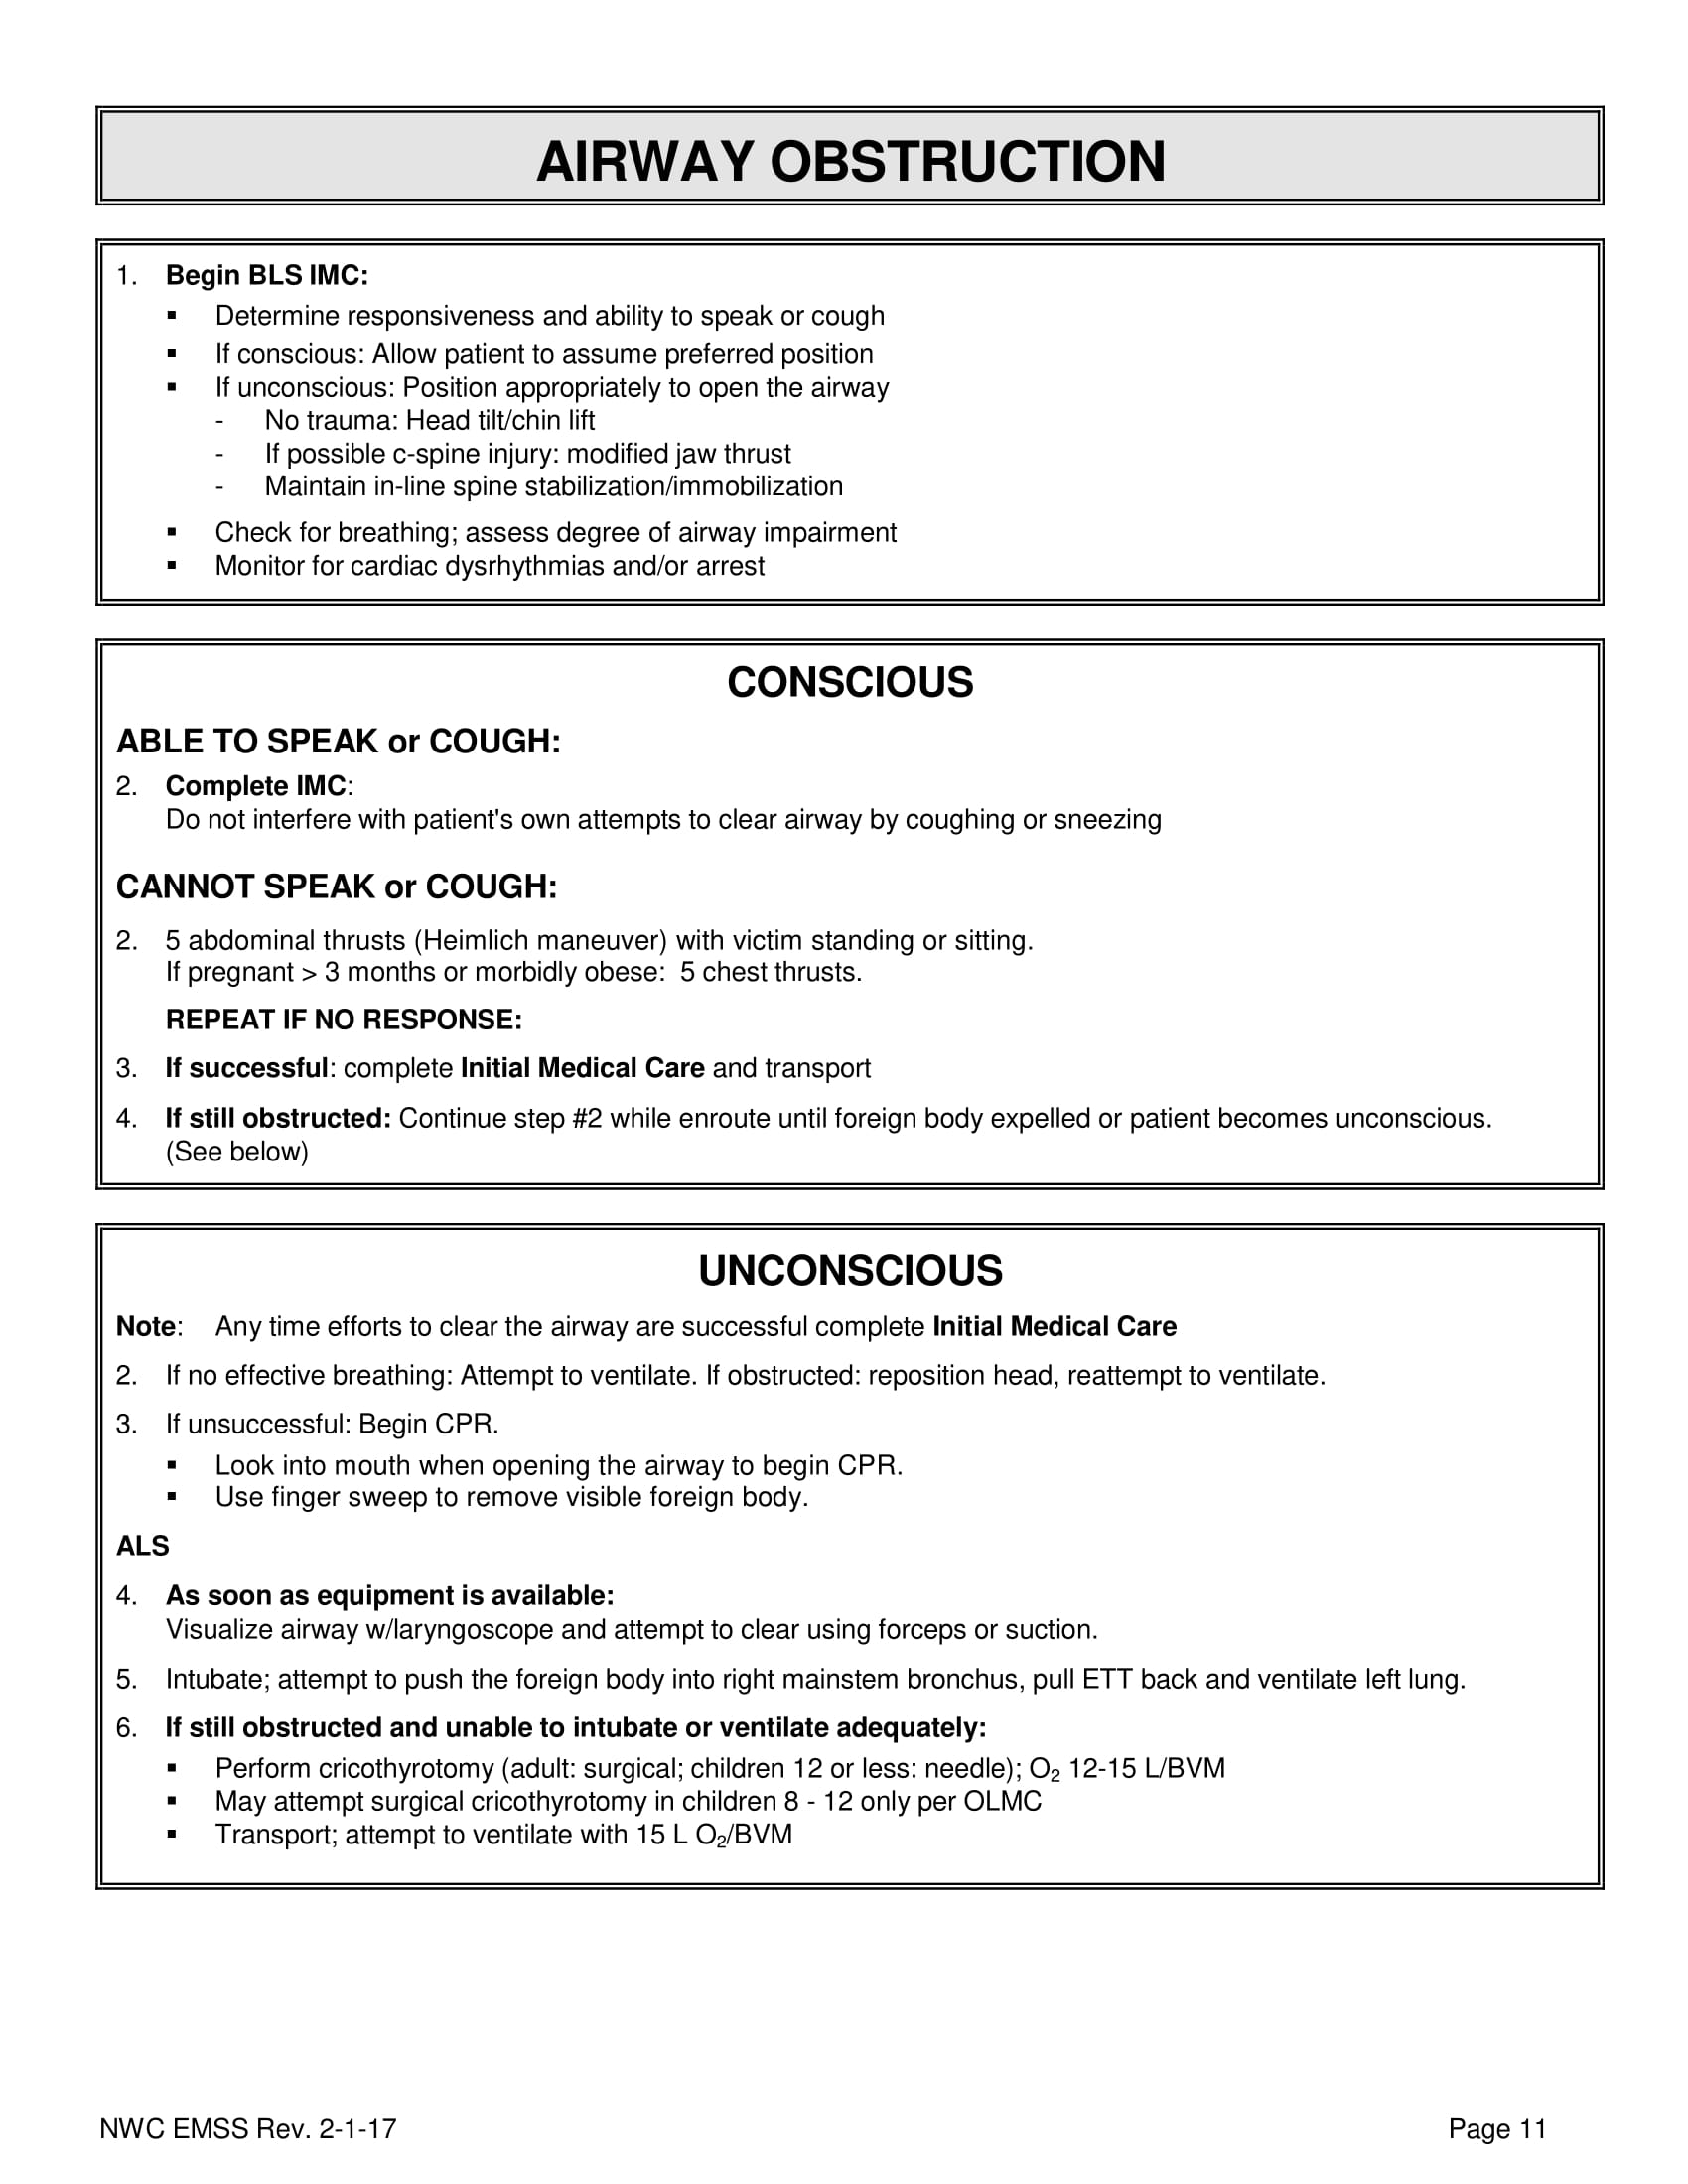 AIRWAY OBSTRUCTION
1. Begin BLS IMC:
▪ Determine responsiveness and ability to speak or cough
▪ If conscious: Allow patient to assume preferred position
▪ If unconscious: Position appropriately to open the airway
- No trauma: Head tilt/chin lift
- If possible c-spine injury: modified jaw thrust
- Maintain in-line spine stabilization/immobilization
▪ Check for breathing; assess degree of airway impairment
▪ Monitor for cardiac dysrhythmias and/or arrest
CONSCIOUS
ABLE TO SPEAK or COUGH:
2. Complete IMC:
Do not interfere with patient's own attempts to clear airway by coughing or sneezing
CANNOT SPEAK or COUGH:
2. 5 abdominal thrusts (Heimlich maneuver) with victim standing or sitting.
If pregnant > 3 months or morbidly obese: 5 chest thrusts.
REPEAT IF NO RESPONSE:
3. If successful: complete Initial Medical Care and transport
4. If still obstructed: Continue step #2 while enroute until foreign body expelled or patient becomes unconscious.
(See below)
UNCONSCIOUS
Note: Any time efforts to clear the airway are successful complete Initial Medical Care
2. If no effective breathing: Attempt to ventilate. If obstructed: reposition head, reattempt to ventilate.
3. If unsuccessful: Begin CPR.
▪ Look into mouth when opening the airway to begin CPR.
▪ Use finger sweep to remove visible foreign body.
ALS
4. As soon as equipment is available:
Visualize airway w/laryngoscope and attempt to clear using forceps or suction.
5. Intubate; attempt to push the foreign body into right mainstem bronchus, pull ETT back and ventilate left lung.
6. If still obstructed and unable to intubate or ventilate adequately:
▪ Perform cricothyrotomy (adult: surgical; children 12 or less: needle); O₂ 12-15 L/BVM
▪ May attempt surgical cricothyrotomy in children 8 - 12 only per OLMC
▪ Transport; attempt to ventilate with 15 L O₂/BVM
NWC EMSS Rev. 2-1-17 Page 11